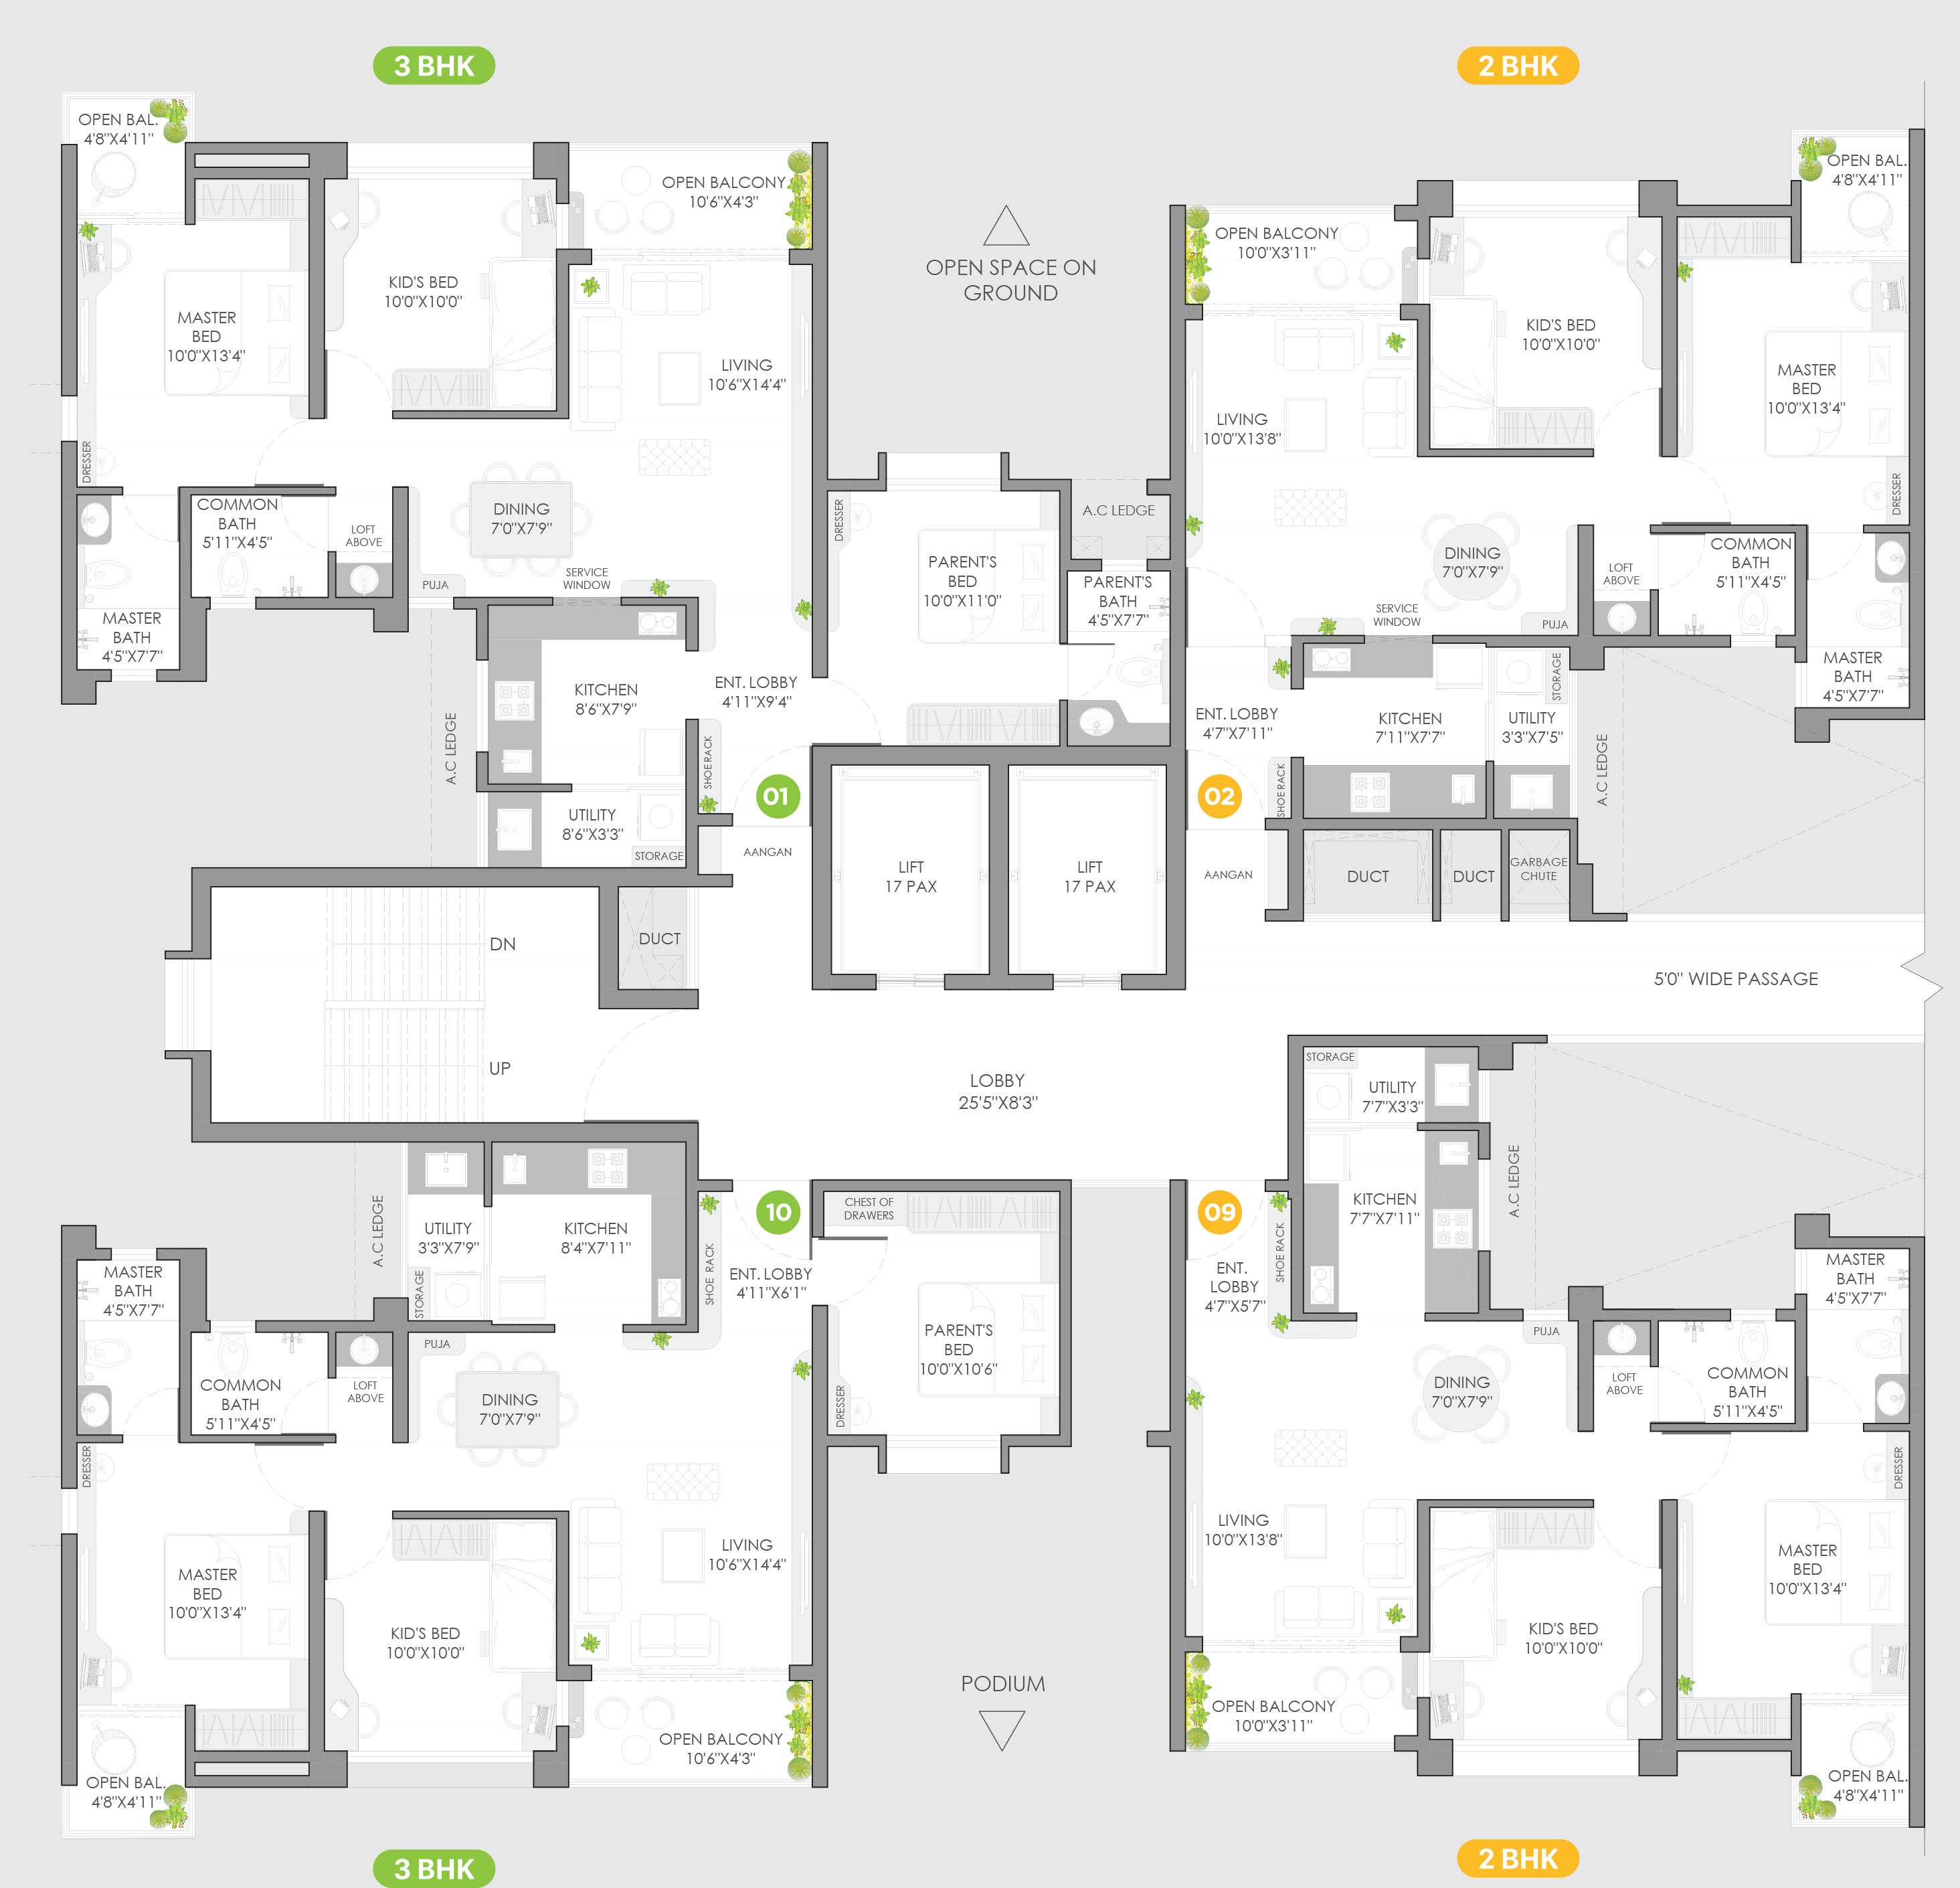 3 BHK
2 BHK
OPEN BAL.
4'8"X4'11"
OPEN BALCONY
10'6"X4'3"
KID'S BED
10'0"X10'0"
MASTER
BED
10'0"X13'4"
LIVING
10'6"X14'4"
DRESSER
COMMON
BATH
5'11"X4'5"
LOFT
ABOVE
DINING
7'0"X7'9"
PUJA
SERVICE
WINDOW
MASTER
BATH
4'5"X7'7"
KITCHEN
8'6"X7'9"
A.C LEDGE
UTILITY
8'6"X3'3"
STORAGE
ENT. LOBBY
4'11"X9'4"
SHOE RACK
01
AANGAN
DRESSER
PARENT'S
BED
10'0"X11'0"
A.C LEDGE
PARENT'S
BATH
4'5"X7'7"
OPEN SPACE ON
GROUND
OPEN BALCONY
10'0"X3'11"
OPEN BAL.
4'8"X4'11"
KID'S BED
10'0"X10'0"
MASTER
BED
10'0"X13'4"
LIVING
10'0"X13'8"
DRESSER
DINING
7'0"X7'9"
LOFT
ABOVE
COMMON
BATH
5'11"X4'5"
SERVICE
WINDOW
PUJA
MASTER
BATH
4'5"X7'7"
STORAGE
ENT. LOBBY
4'7"X7'11"
KITCHEN
7'11"X7'7"
UTILITY
3'3"X7'5"
A.C LEDGE
SHOE RACK
02
AANGAN
DUCT
DUCT
GARBAGE
CHUTE
LIFT
17 PAX
LIFT
17 PAX
DN
DUCT
UP
5'0" WIDE PASSAGE
LOBBY
25'5"X8'3"
STORAGE
UTILITY
7'7"X3'3"
KITCHEN
7'7"X7'11"
A.C LEDGE
A.C LEDGE
UTILITY
3'3"X7'9"
STORAGE
KITCHEN
8'4"X7'11"
SHOE RACK
10
ENT. LOBBY
4'11"X6'1"
CHEST OF
DRAWERS
PARENT'S
BED
10'0"X10'6"
DRESSER
09
SHOE RACK
ENT.
LOBBY
4'7"X5'7"
MASTER
BATH
4'5"X7'7"
COMMON
BATH
5'11"X4'5"
LOFT
ABOVE
PUJA
DINING
7'0"X7'9"
DRESSER
MASTER
BED
10'0"X13'4"
KID'S BED
10'0"X10'0"
LIVING
10'6"X14'4"
OPEN BALCONY
10'6"X4'3"
OPEN BAL.
4'8"X4'11"
PODIUM
PUJA
DINING
7'0"X7'9"
LOFT
ABOVE
COMMON
BATH
5'11"X4'5"
MASTER
BATH
4'5"X7'7"
DRESSER
LIVING
10'0"X13'8"
MASTER
BED
10'0"X13'4"
KID'S BED
10'0"X10'0"
OPEN BALCONY
10'0"X3'11"
OPEN BAL.
4'8"X4'11"
3 BHK
2 BHK